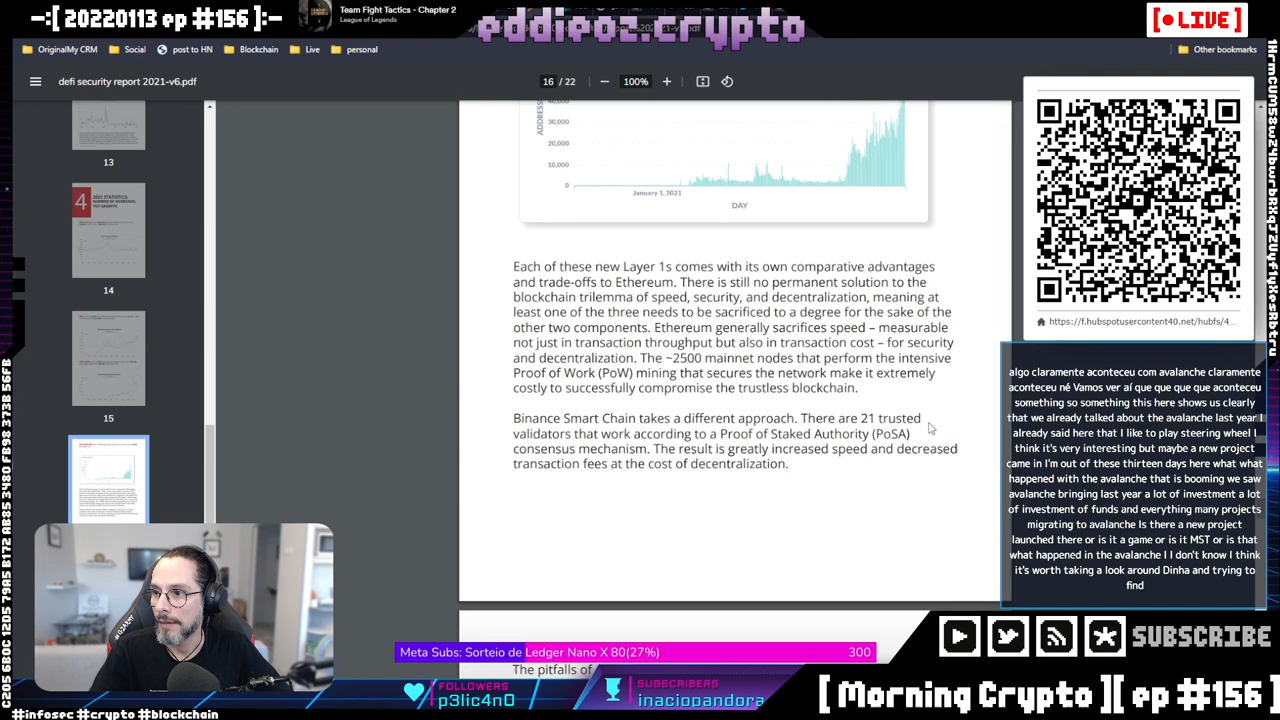 -:[ 20220113 ep #156 ]:-
Team Fight Tactics - Chapter 2
League of Legends
eddieoz.crypto
[ LIVE ]
OriginalMy CRM
Social
post to HN
Blockchain
Live
personal
Other bookmarks
defi security report 2021-v6.pdf
16 / 22
100%
13
4
2021 STATISTICS
14
15
ADDRESS
30,000
20,000
10,000
0
January 1, 2021
DAY
Each of these new Layer 1s comes with its own comparative advantages
and trade-offs to Ethereum. There is still no permanent solution to the
blockchain trilemma of speed, security, and decentralization, meaning at
least one of the three needs to be sacrificed to a degree for the sake of the
other two components. Ethereum generally sacrifices speed – measurable
not just in transaction throughput but also in transaction cost – for security
and decentralization. The ~2500 mainnet nodes that perform the intensive
Proof of Work (PoW) mining that secures the network make it extremely
costly to successfully compromise the trustless blockchain.
Binance Smart Chain takes a different approach. There are 21 trusted
validators that work according to a Proof of Staked Authority (PoSA)
consensus mechanism. The result is greatly increased speed and decreased
transaction fees at the cost of decentralization.
The pitfalls of
https://f.hubspotusercontent40.net/hubfs/4...
algo claramente aconteceu com avalanche claramente
aconteceu né Vamos ver aí que que que que aconteceu
something so something this here shows us clearly
that we already talked about the avalanche last year I
already said here that I like to play steering wheel I
think it's very interesting but maybe a new project
came in I'm out of these thirteen days here what what
happened with the avalanche that is booming we saw
bringing last year a lot of investment a lot
of investment of funds and everything many projects
migrating to avalanche Is there a new project
launched there or is it a game or is it MST or is that
what happened in the avalanche I I don't know I think
it's worth taking a look around Dinha and trying to
find
Meta Subs: Sorteio de Ledger Nano X 80(27%)
300
FOLLOWERS
p3lic4n0
SUBSCRIBERS
inaciopandora
SUBSCRIBE
[ Morning Crypto ][ ep #156 ]
#infosec #crypto #blockchain